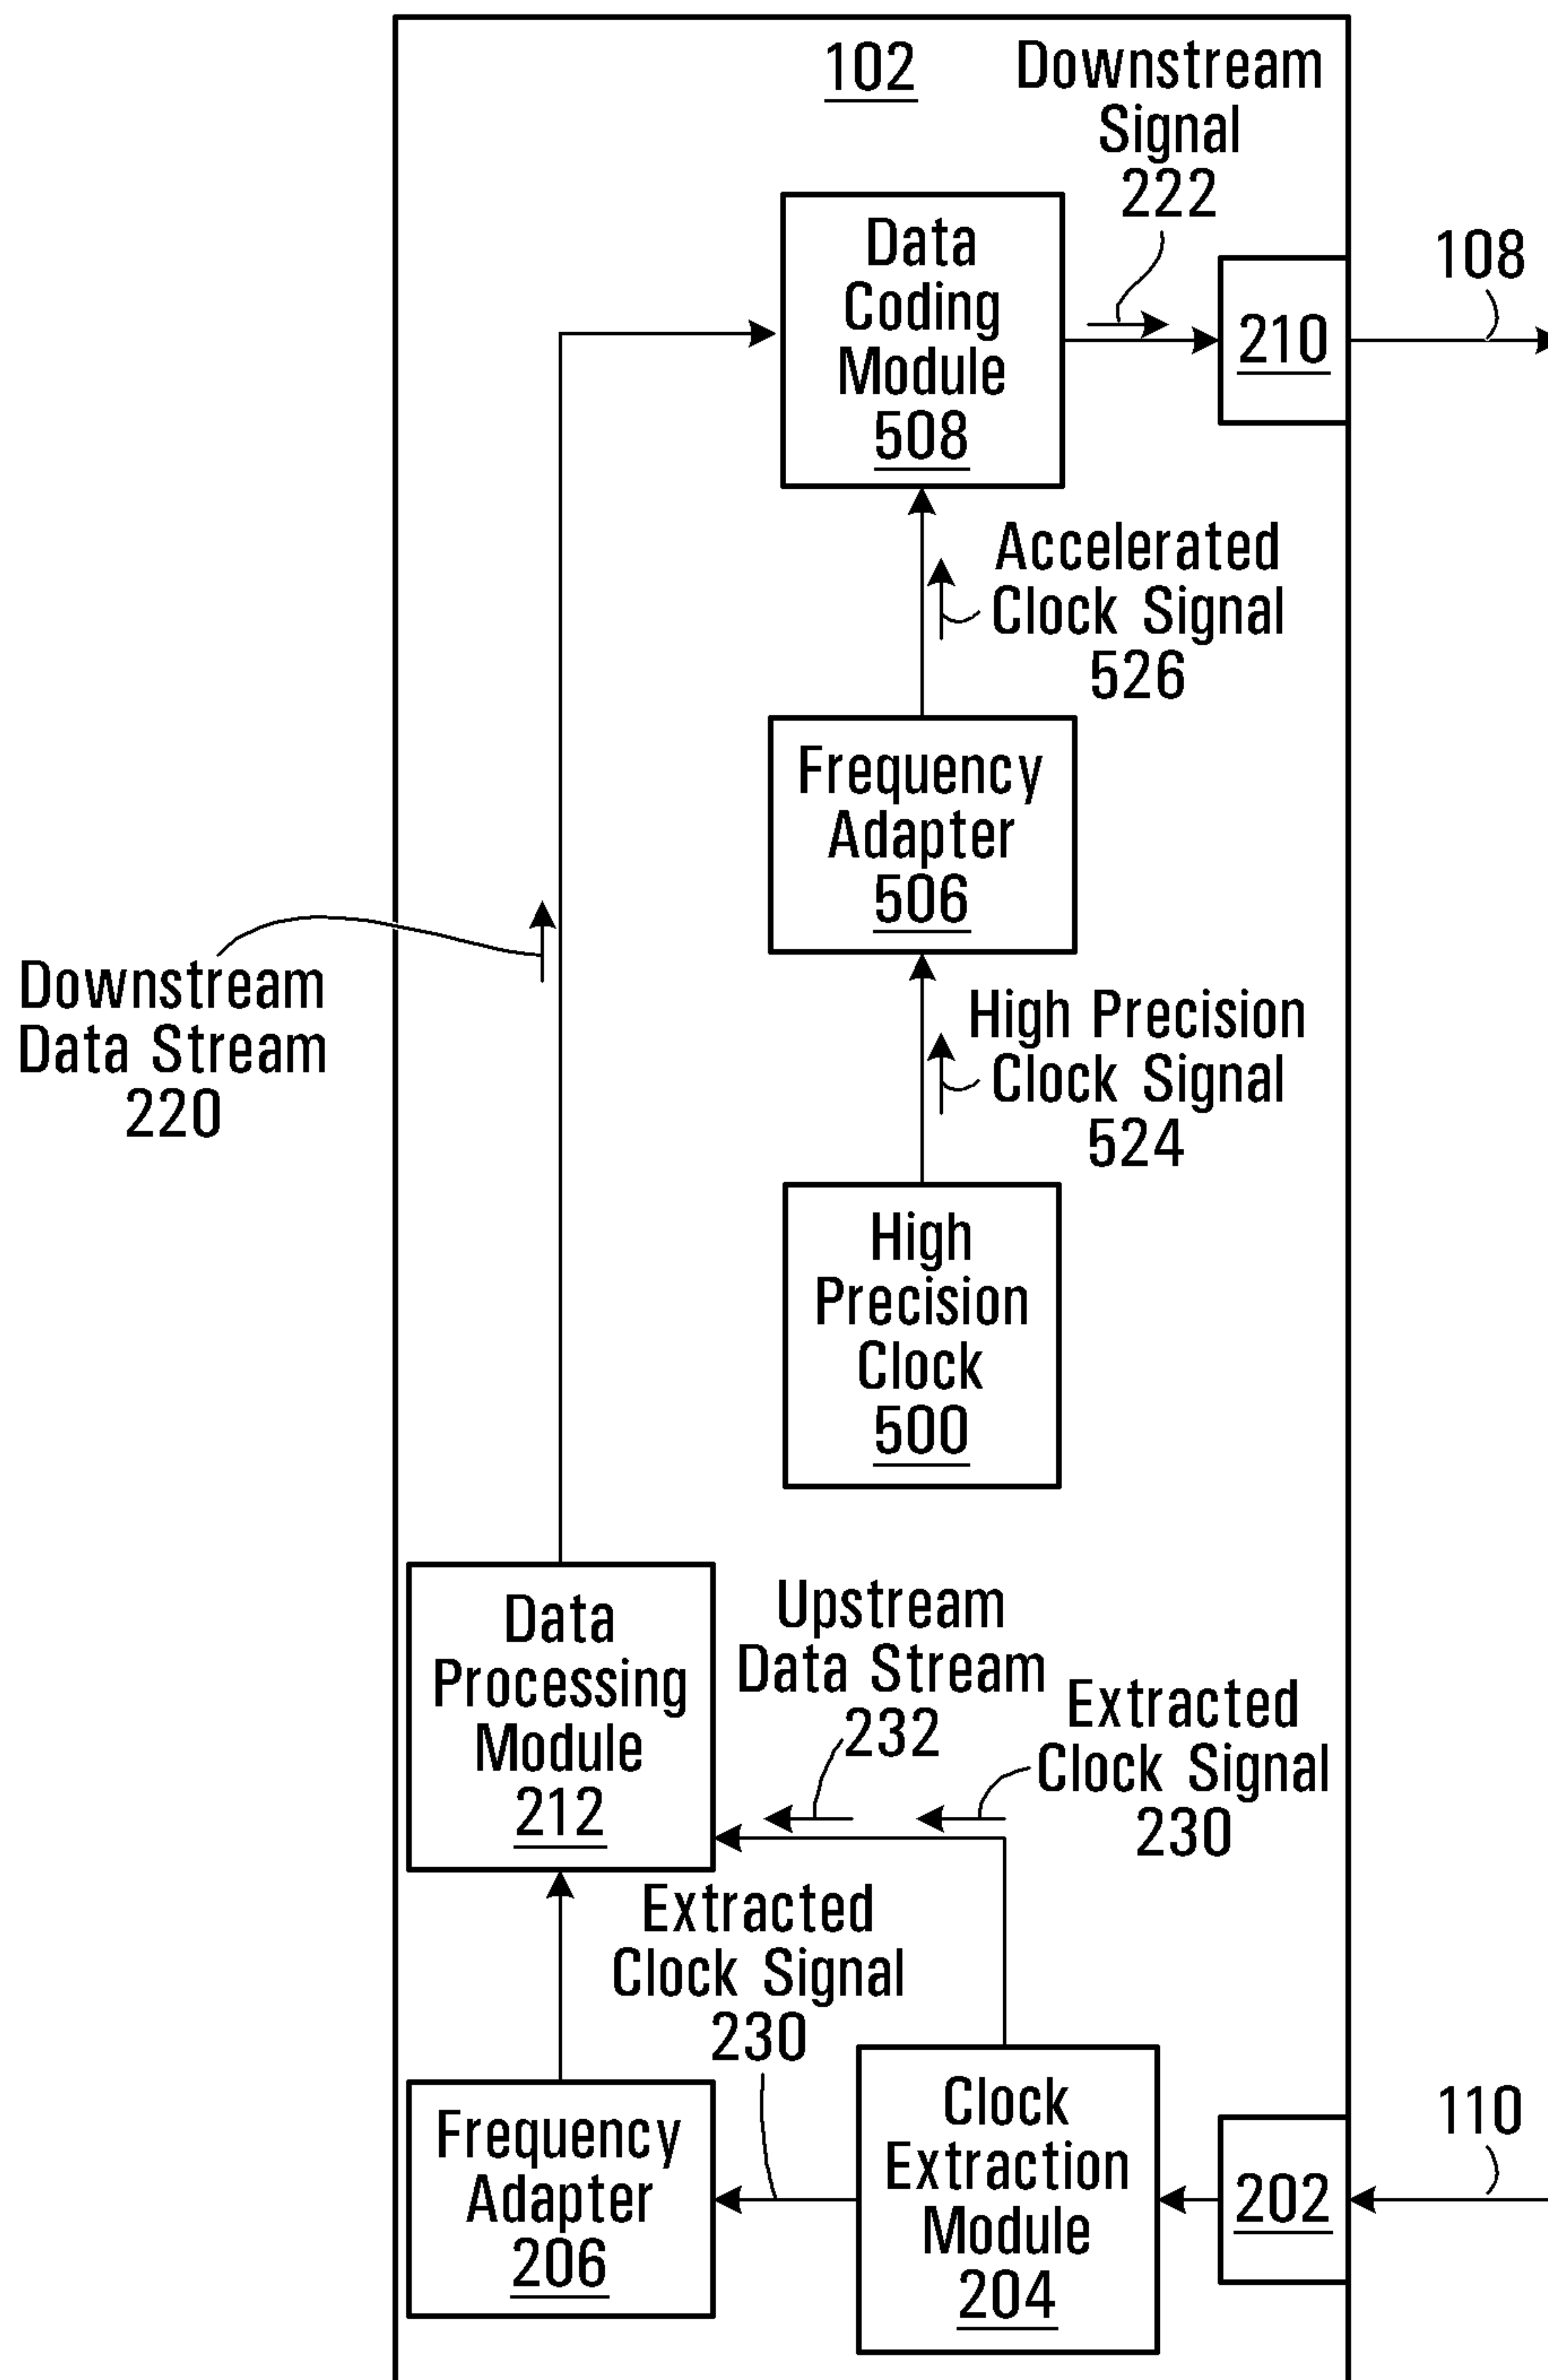 102
Downstream
Signal
222
Data
Coding
Module
508
210
108
Accelerated
Clock Signal
526
Frequency
Adapter
506
Downstream
Data Stream
220
High Precision
Clock Signal
524
High
Precision
Clock
500
Data
Processing
Module
212
Upstream
Data Stream
232
Extracted
Clock Signal
230
Extracted
Clock Signal
230
Frequency
Adapter
206
Clock
Extraction
Module
204
202
110